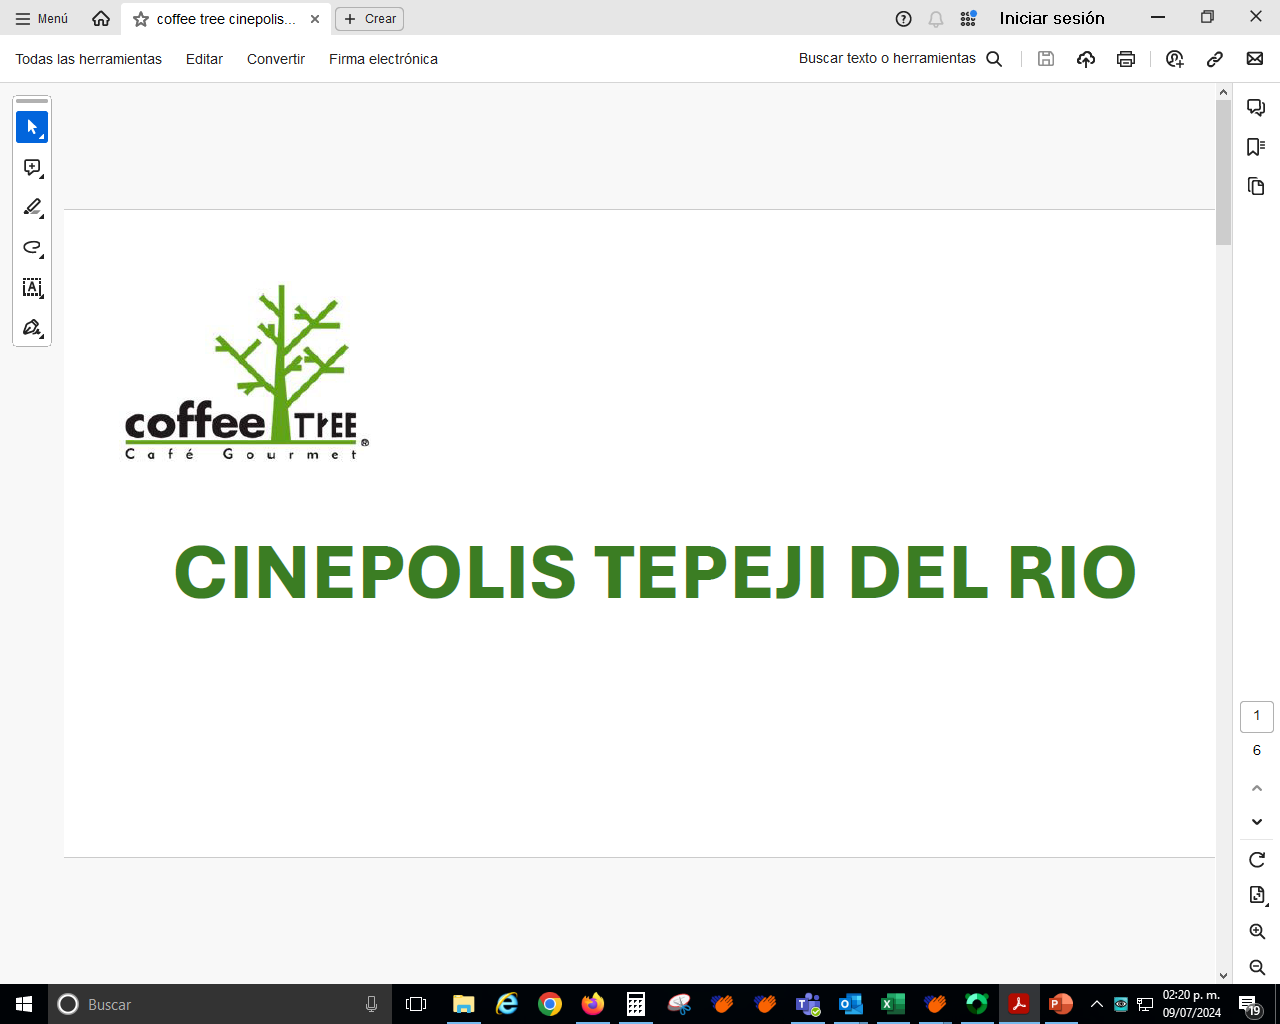 Menú
coffee tree cinepolis...
Crear
Iniciar sesión
Todas las herramientas
Editar
Convertir
Firma electrónica
Buscar texto o herramientas
coffee TREE ®
Café Gourmet
CINEPOLIS TEPEJI DEL RIO
1
6
Buscar
02:20 p. m.
09/07/2024
19